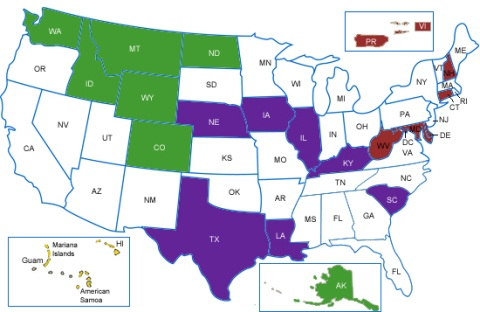 WA
MT
ND
MN
ME
VT
NH
OR
ID
WY
SD
WI
MI
NY
MA
RI
CT
NV
UT
CO
NE
IA
IL
IN
OH
PA
NJ
DE
MD
DC
CA
KS
MO
KY
WV
VA
AZ
NM
OK
AR
TN
NC
SC
TX
LA
MS
FL
GA
FL
PR
VI
Mariana
Islands
HI
Guam
American
Samoa
AK